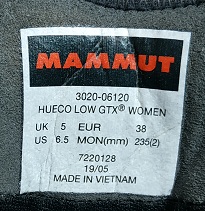 MAMMUT
3020-06120
HUECO LOW GTX® WOMEN
UK 5 EUR 38
US 6.5 MON(mm) 235(2)
7220128
19/05
MADE IN VIETNAM